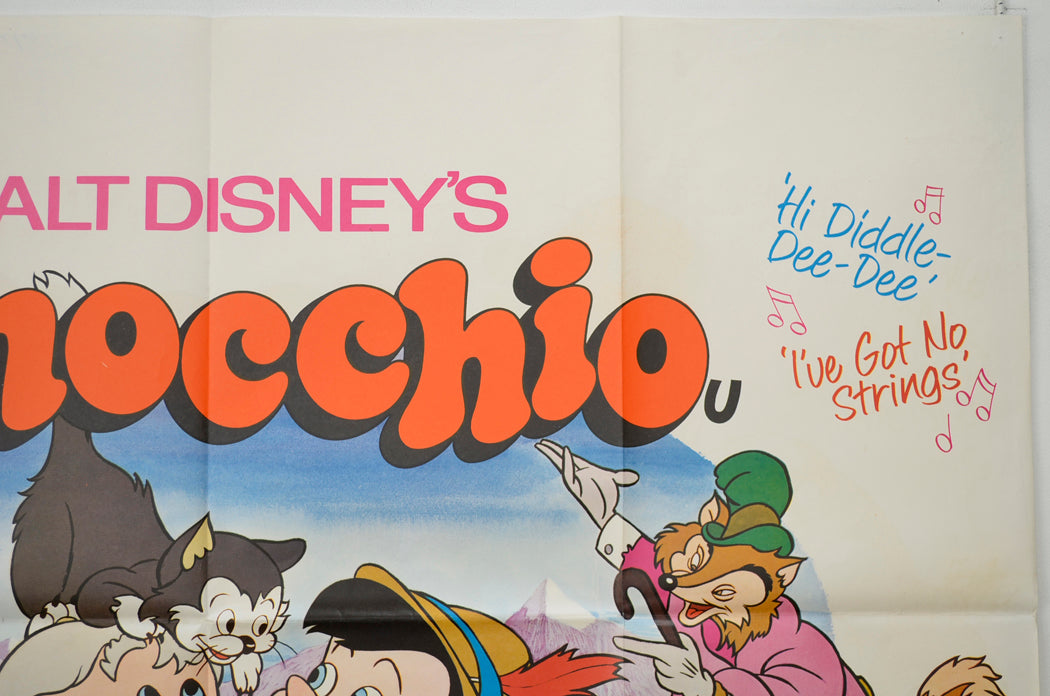 ALT DISNEY'S
nocchio
U
'Hi Diddle-
Dee-Dee'
'I've Got No
Strings'